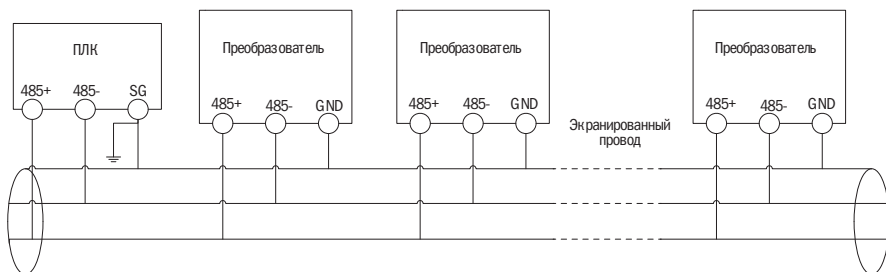 ПЛК
485+ 485- SG
Преобразователь
485+ 485- GND
Преобразователь
485+ 485- GND
Экранированный
провод
Преобразователь
485+ 485- GND